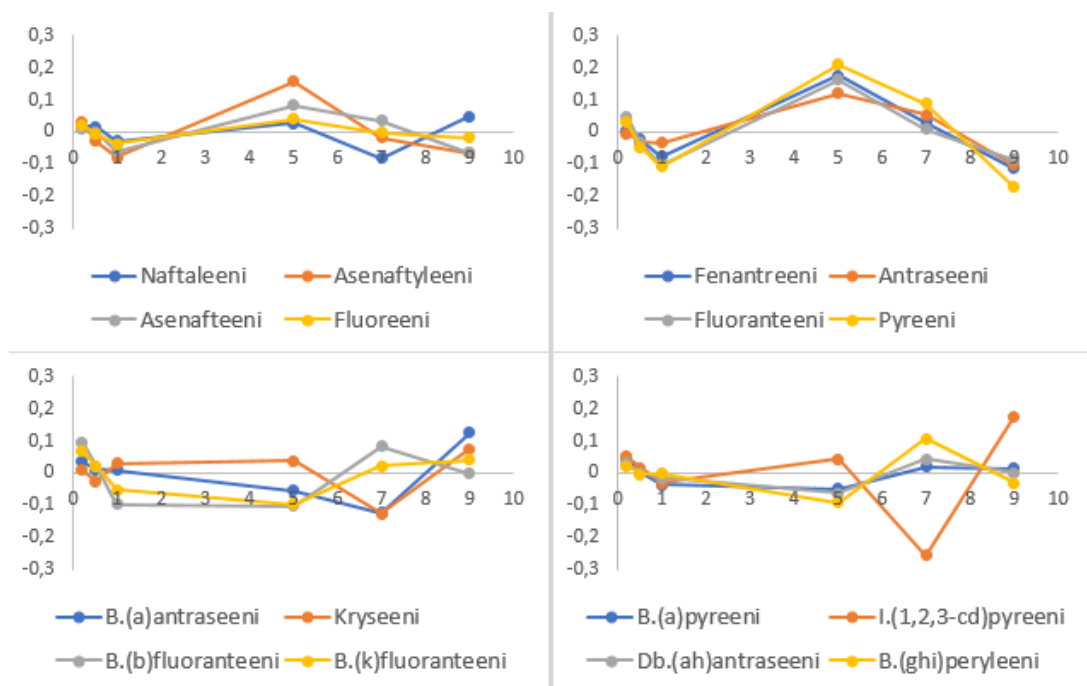 0,3
0,2
0,1
0
-0,1
-0,2
-0,3
0 1 2 3 4 5 6 7 8 9 10
Naftaleeni Asenaftyleeni
Asenafteeni Fluoreeni
0,3
0,2
0,1
0
-0,1
-0,2
-0,3
0 1 2 3 4 5 6 7 8 9 10
Fenantreeni Antraseeni
Fluoranteeni Pyreeni
0,3
0,2
0,1
0
-0,1
-0,2
-0,3
0 1 2 3 4 5 6 7 8 9 10
B.(a)antraseeni Kryseeni
B.(b)fluoranteeni B.(k)fluoranteeni
0,3
0,2
0,1
0
-0,1
-0,2
-0,3
0 1 2 3 4 5 6 7 8 9 10
B.(a)pyreeni I.(1,2,3-cd)pyreeni
Db.(ah)antraseeni B.(ghi)peryleeni